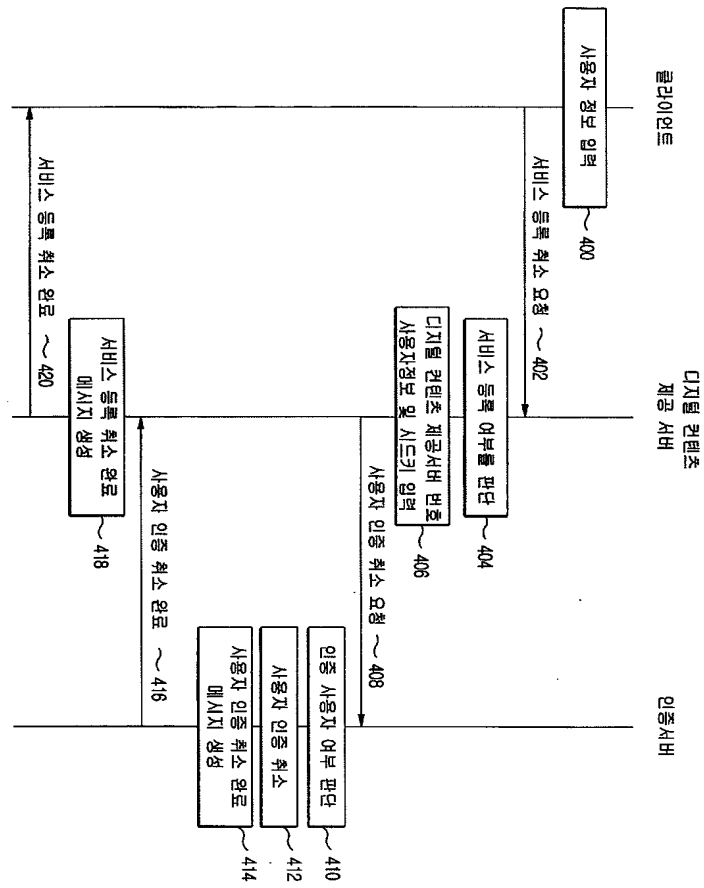 클라이언트
디지털 컨텐츠
제공 서버
인증서버
사용자 정보 입력
400
서비스 등록 취소 요청
402
서비스 등록 여부를 판단
404
디지털 컨텐츠 제공서버 번호
사용자정보 및 시드키 입력
406
사용자 인증 취소 요청
408
인증 사용자 여부 판단
410
사용자 인증 취소
412
사용자 인증 취소 완료
메시지 생성
414
사용자 인증 취소 완료
416
서비스 등록 취소 완료
메시지 생성
418
서비스 등록 취소 완료
420